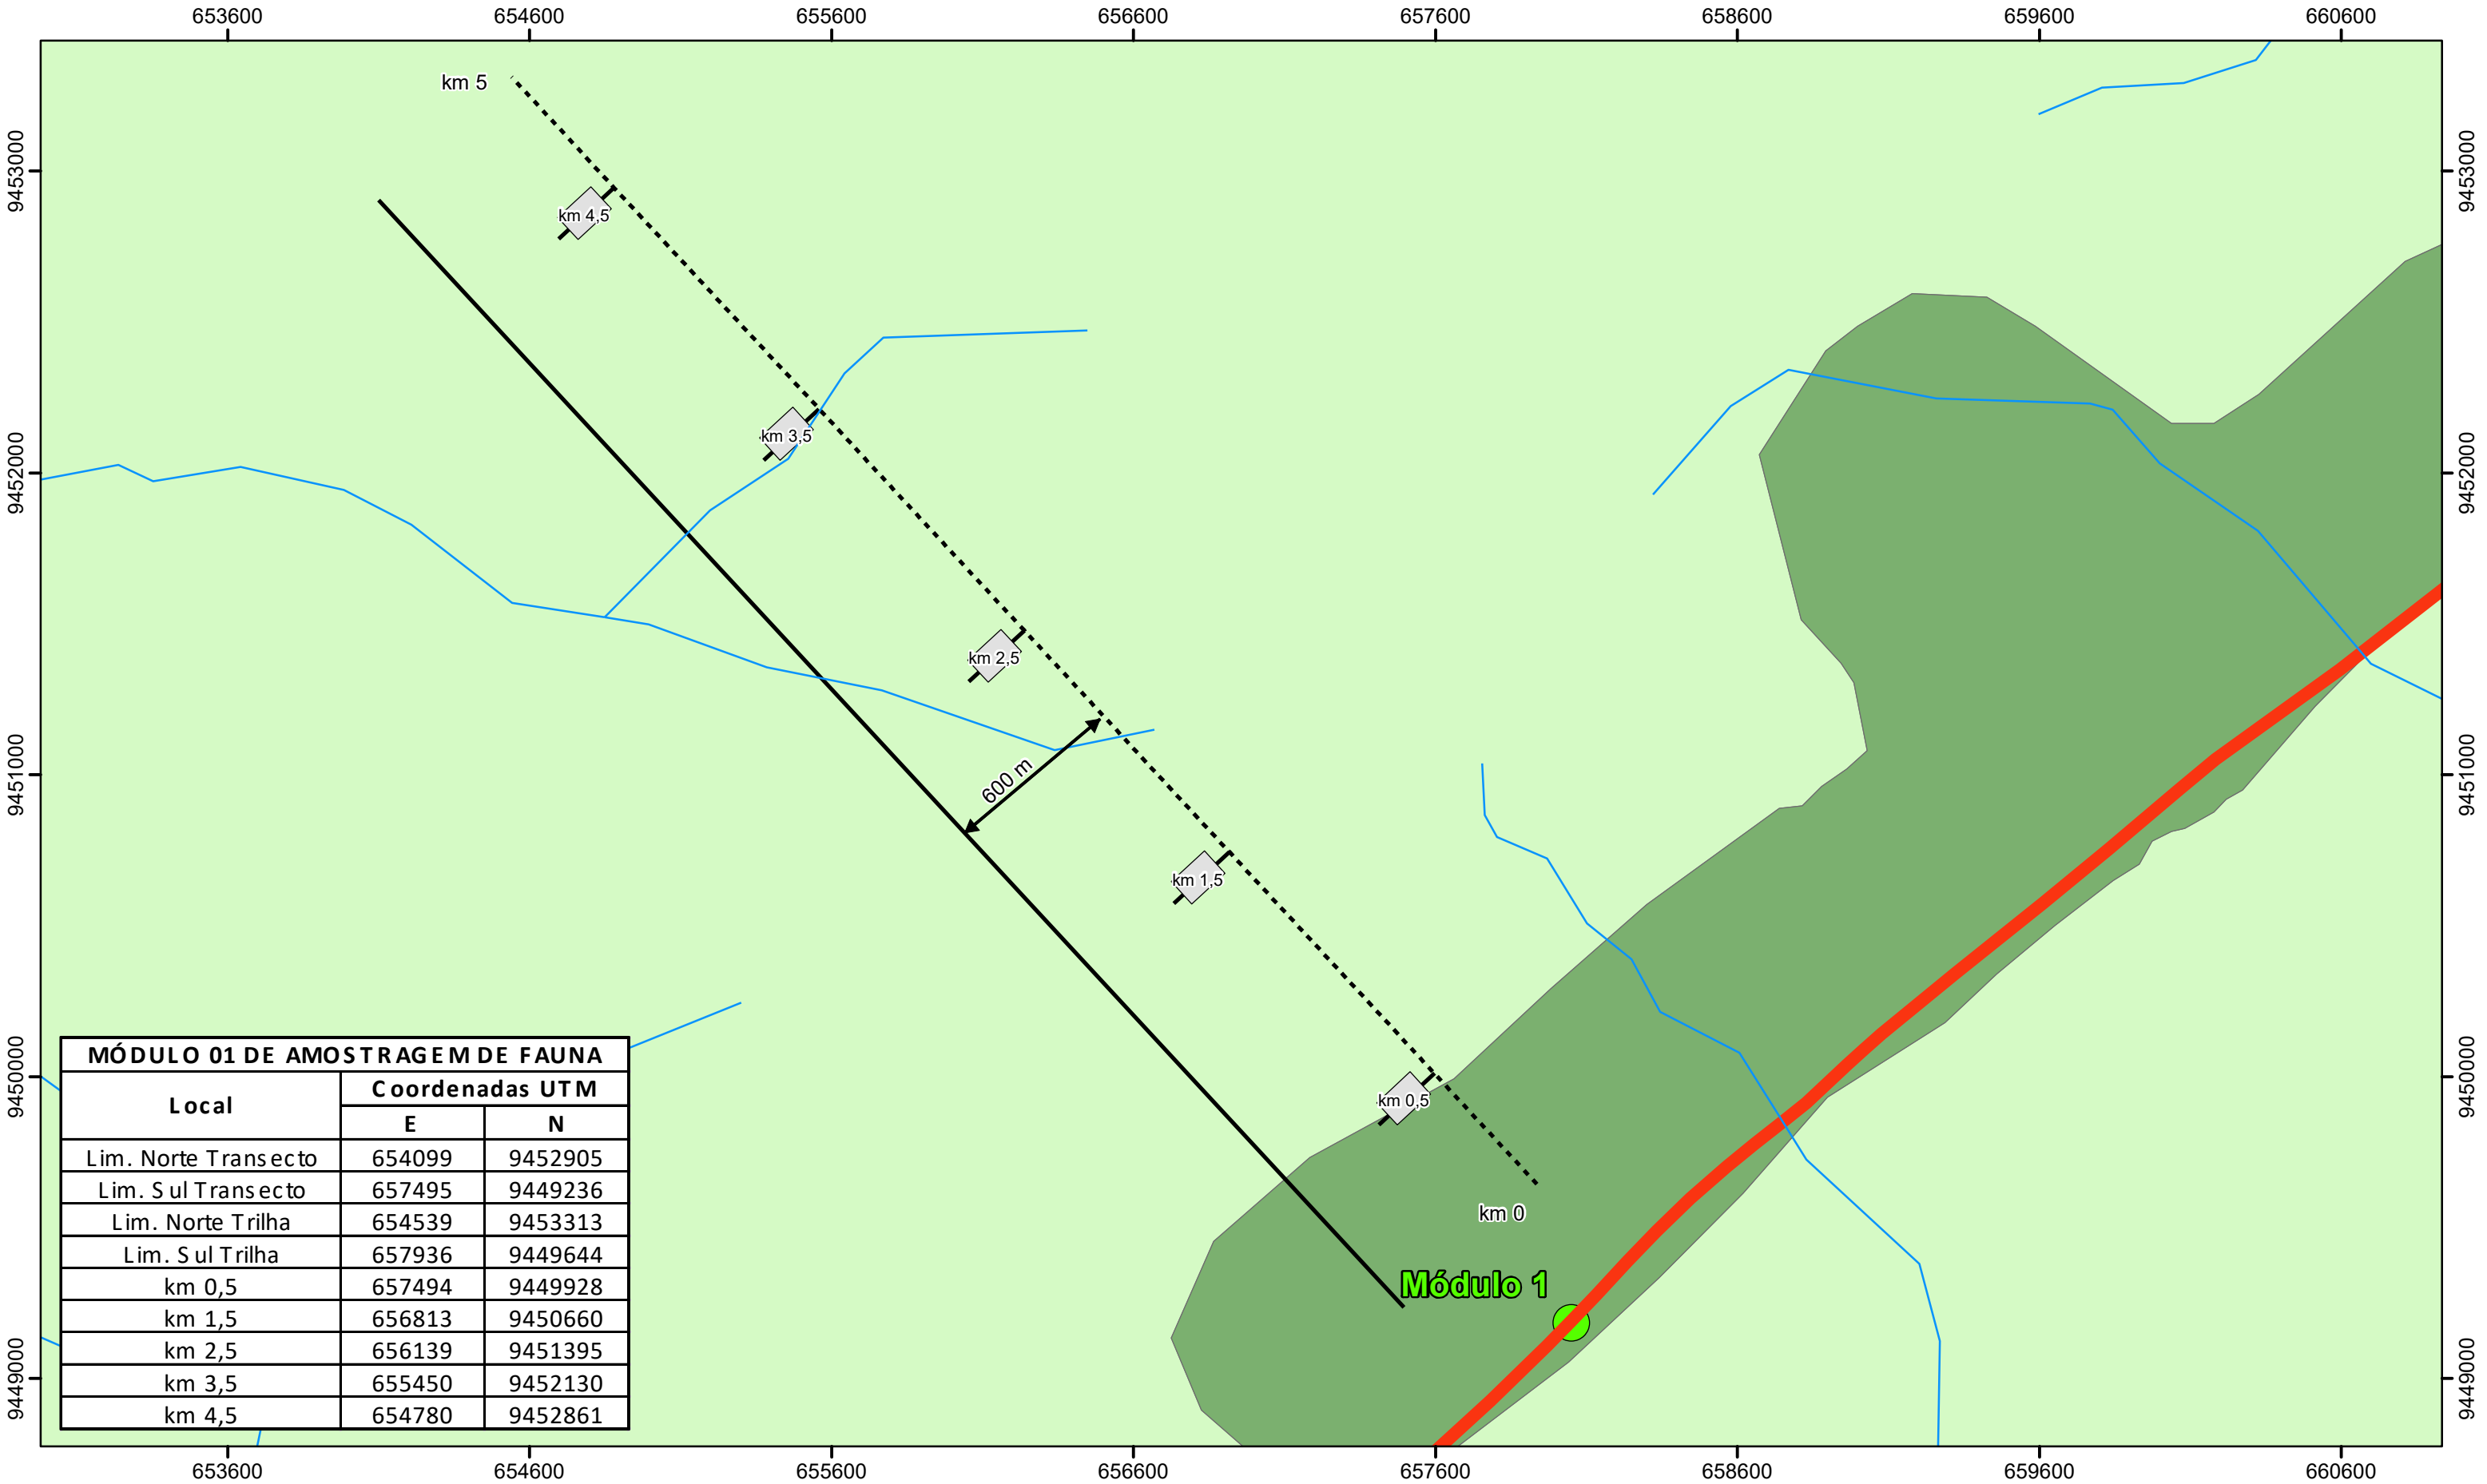 653600 654600 655600 656600 657600 658600 659600 660600
km 5
9453000 9453000
km 4,5
km 3,5
9452000 9452000
km 2,5
600 m
9451000 9451000
km 1,5
9450000 9450000
km 0,5
km 0
Módulo 1
9449000 9449000
MÓDULO 01 DE AMOSTRAGEM DE FAUNA
Local Coordenadas UTM
E N
Lim. Norte Transecto 654099 9452905
Lim. Sul Transecto 657495 9449236
Lim. Norte Trilha 654539 9453313
Lim. Sul Trilha 657936 9449644
km 0,5 657494 9449928
km 1,5 656813 9450660
km 2,5 656139 9451395
km 3,5 655450 9452130
km 4,5 654780 9452861
653600 654600 655600 656600 657600 658600 659600 660600